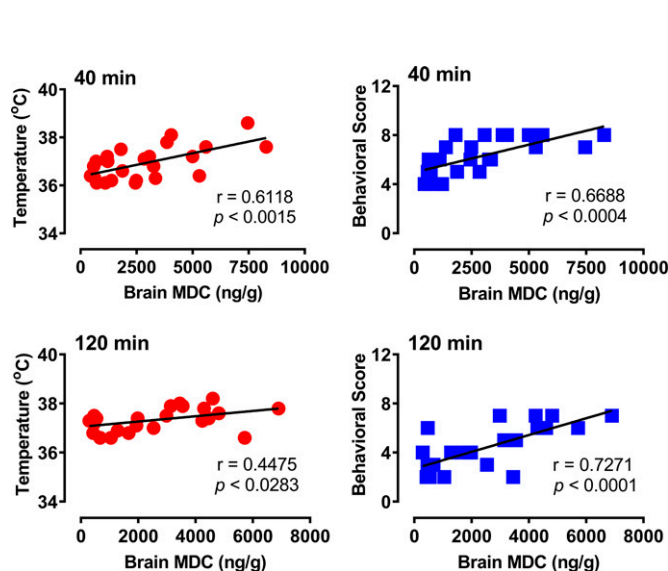 40 min
Temperature (°C)
40
38
36
34
r = 0.6118
p < 0.0015
0 2500 5000 7500 10000
Brain MDC (ng/g)
40 min
Behavioral Score
12
8
4
0
r = 0.6688
p < 0.0004
0 2500 5000 7500 10000
Brain MDC (ng/g)
120 min
Temperature (°C)
40
38
36
34
r = 0.4475
p < 0.0283
0 2000 4000 6000 8000
Brain MDC (ng/g)
120 min
Behavioral Score
12
8
4
0
r = 0.7271
p < 0.0001
0 2000 4000 6000 8000
Brain MDC (ng/g)